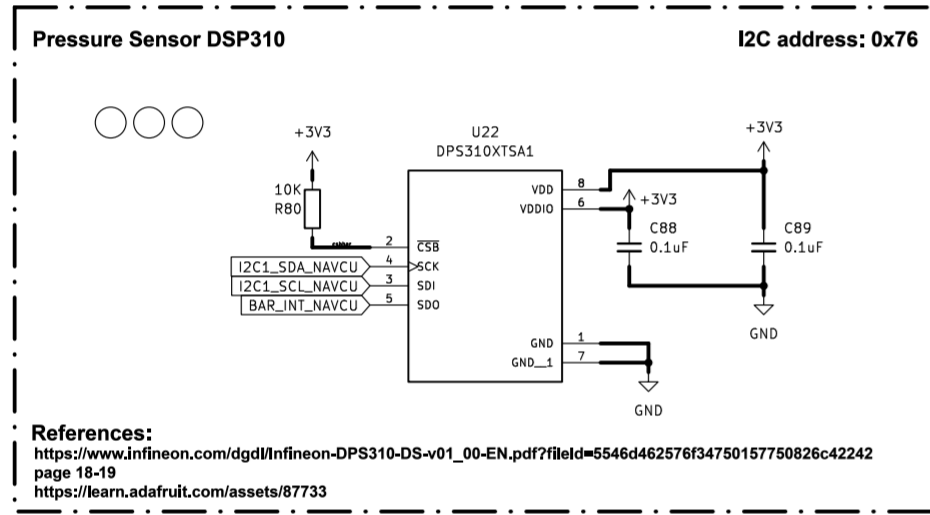 Pressure Sensor DSP310
I2C address: 0x76
+3V3
10K
R80
U22
DPS310XTSA1
2
CSB
I2C1_SDA_NAVCU
4
SCK
I2C1_SCL_NAVCU
3
SDI
BAR_INT_NAVCU
5
SDO
VDD
8
VDDIO
6
GND
1
GND__1
7
+3V3
C88
0.1uF
+3V3
C89
0.1uF
GND
GND
References:
https://www.infineon.com/dgdl/Infineon-DPS310-DS-v01_00-EN.pdf?fileId=5546d462576f34750157750826c42242
page 18-19
https://learn.adafruit.com/assets/87733